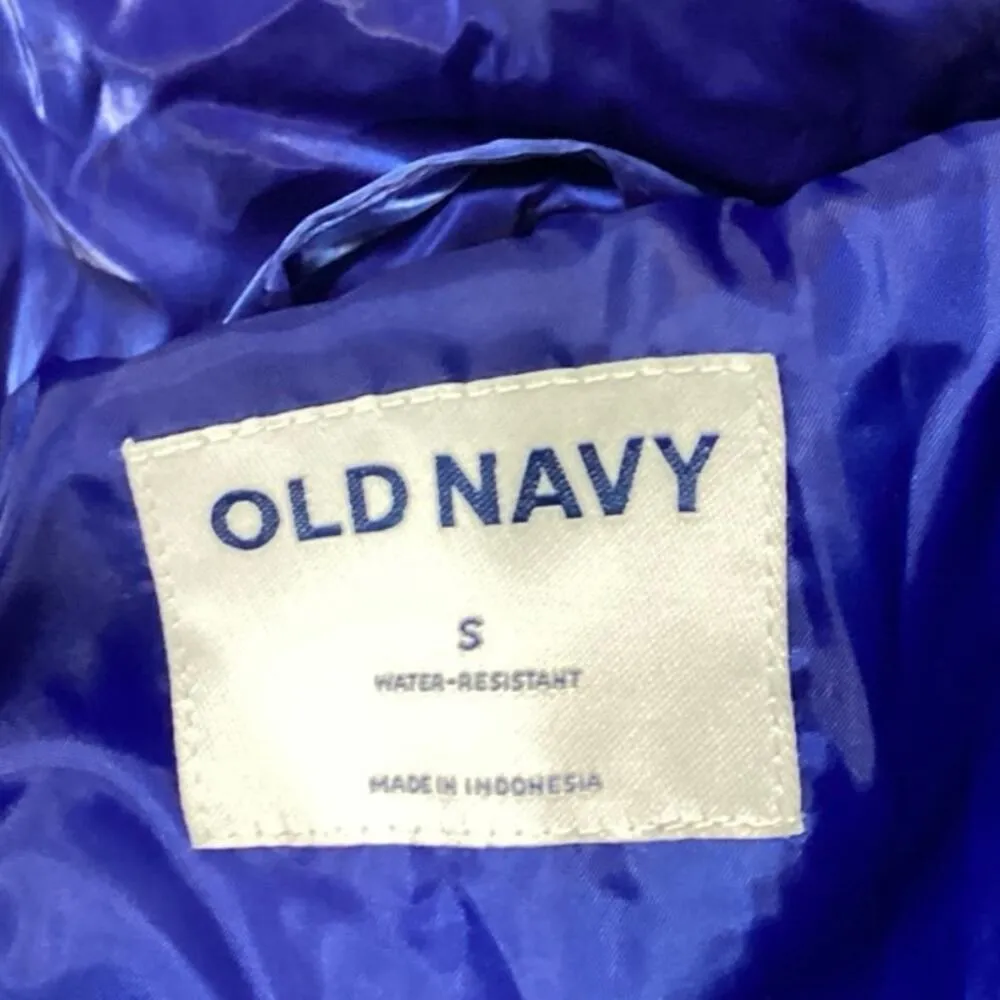 OLD NAVY
S
WATER-RESISTANT
MADE IN INDONESIA